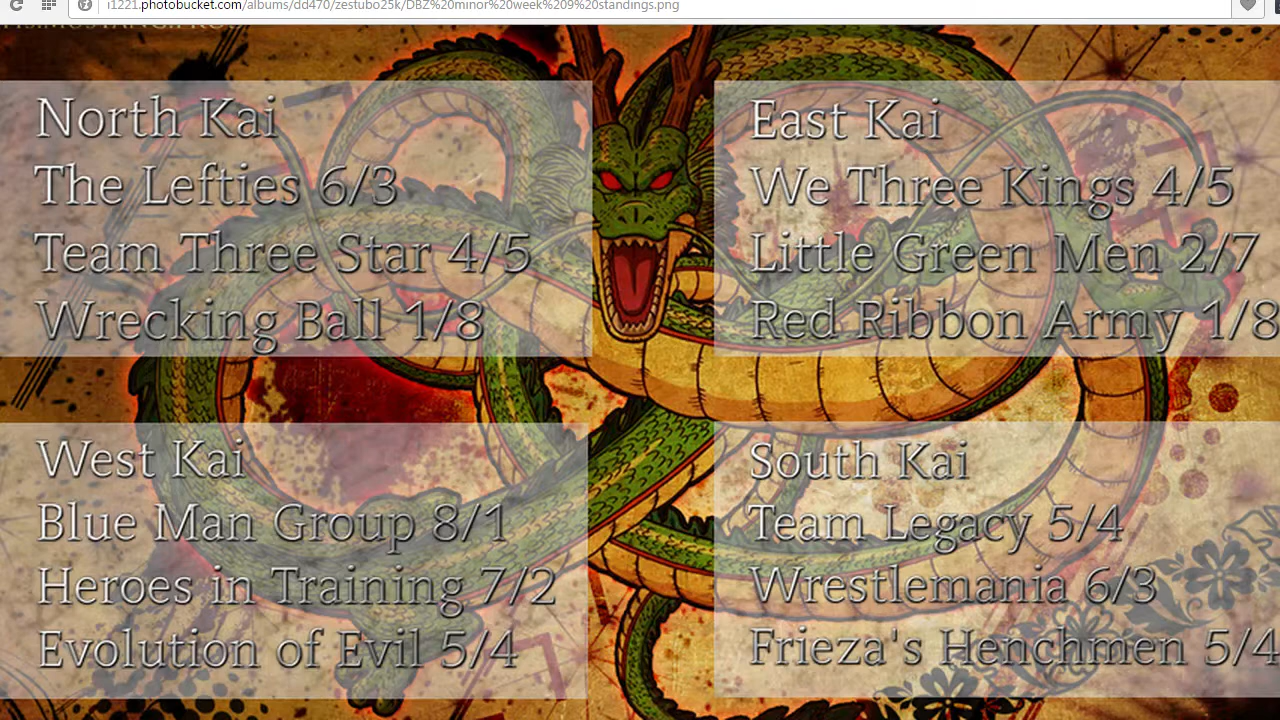 i1221.photobucket.com/albums/dd470/zestubo25k/DBZ%20minor%20week%209%20standings.png
North Kai
The Lefties 6/3
Team Three Star 4/5
Wrecking Ball 1/8
East Kai
We Three Kings 4/5
Little Green Men 2/7
Red Ribbon Army 1/8
West Kai
Blue Man Group 8/1
Heroes in Training 7/2
Evolution of Evil 5/4
South Kai
Team Legacy 5/4
Wrestlemania 6/3
Frieza's Henchmen 5/4